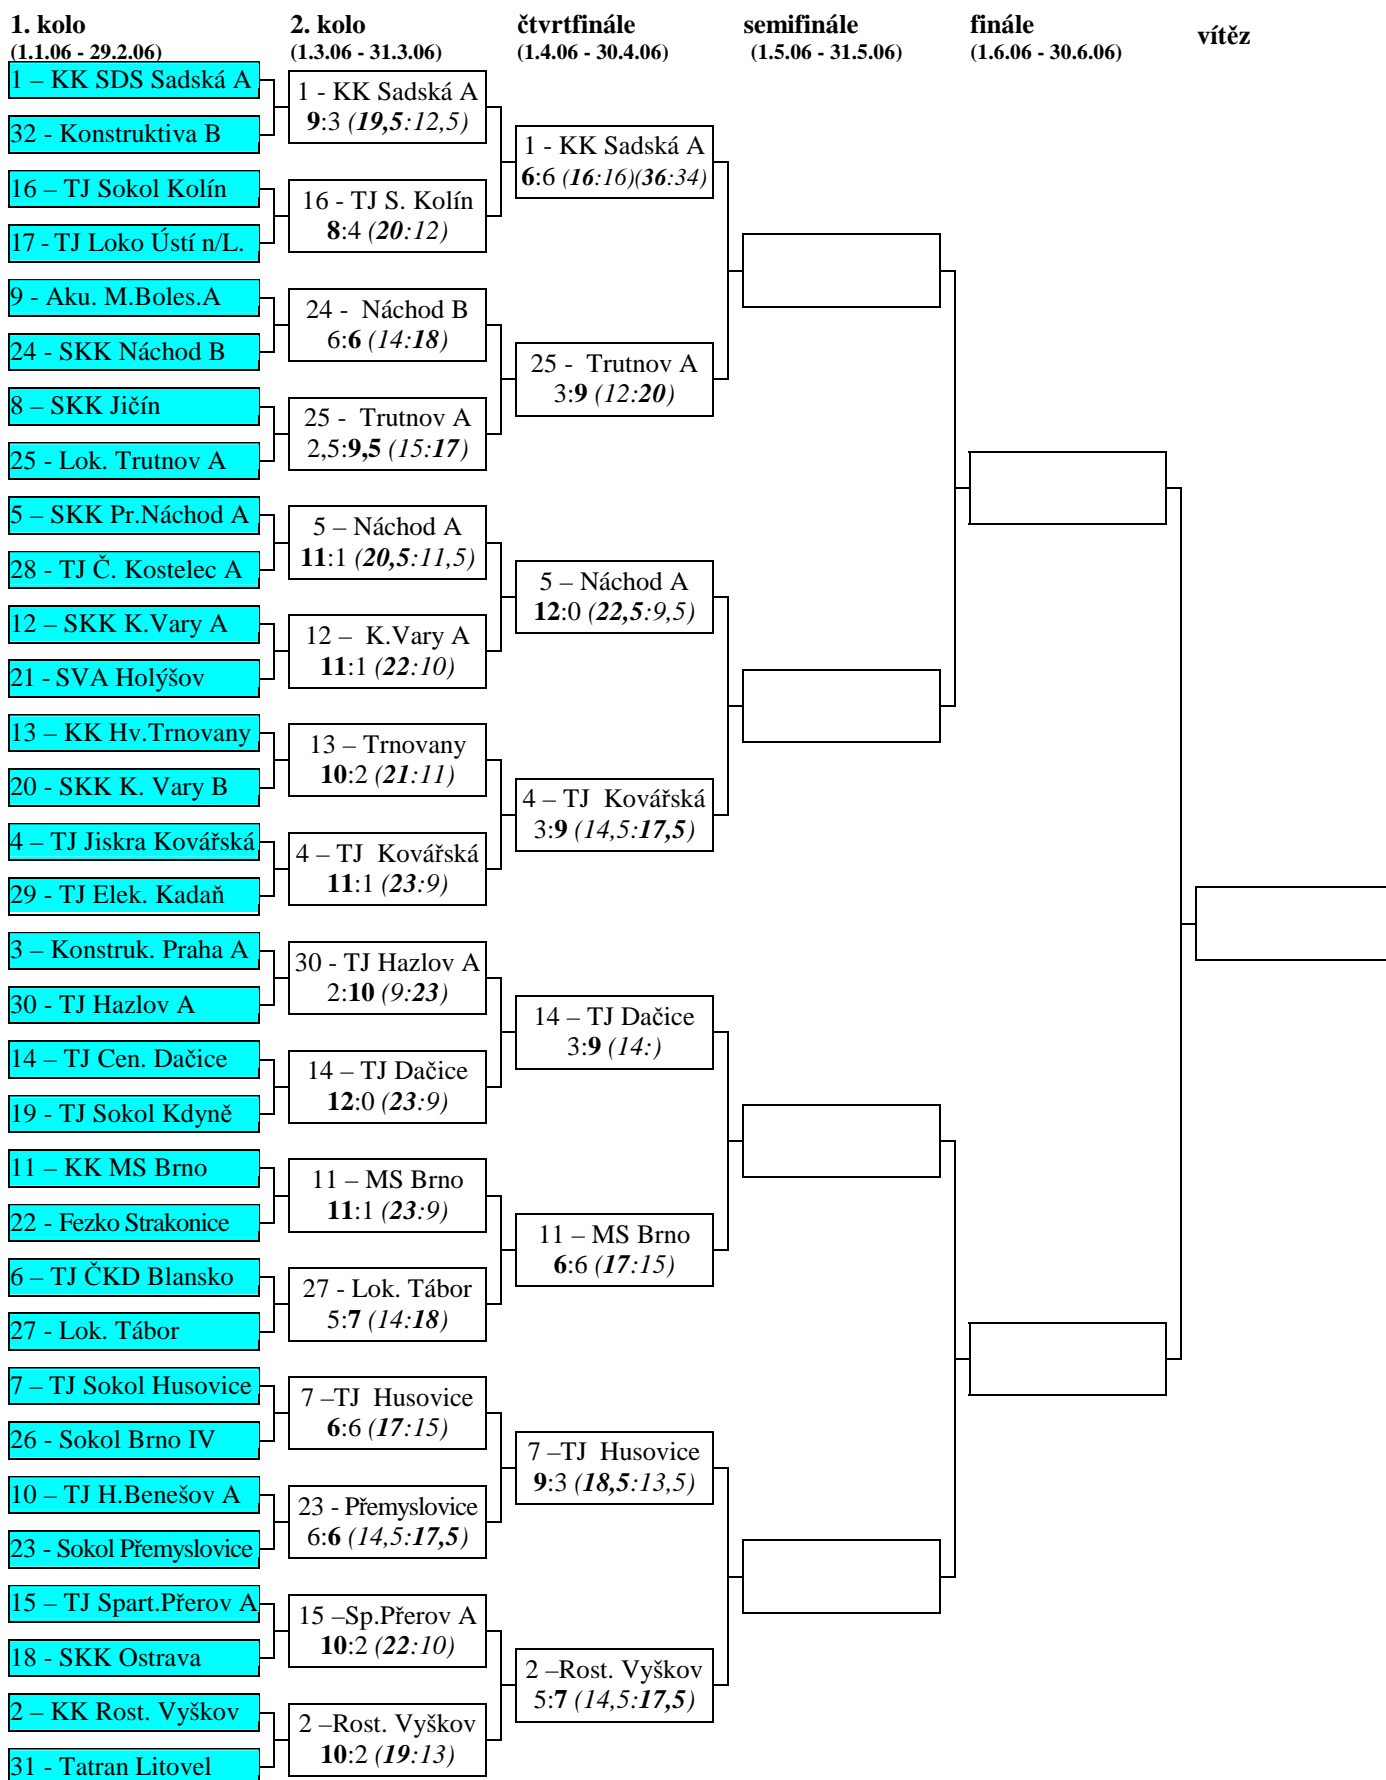 1. kolo
(1.1.06 - 29.2.06)
1 – KK SDS Sadská A
32 - Konstruktiva B
16 – TJ Sokol Kolín
17 - TJ Loko Ústí n/L.
9 - Aku. M.Boles.A
24 - SKK Náchod B
8 – SKK Jičín
25 - Lok. Trutnov A
5 – SKK Pr.Náchod A
28 - TJ Č. Kostelec A
12 – SKK K.Vary A
21 - SVA Holýšov
13 – KK Hv.Trnovany
20 - SKK K. Vary B
4 – TJ Jiskra Kovářská
29 - TJ Elek. Kadaň
3 – Konstruk. Praha A
30 - TJ Hazlov A
14 – TJ Cen. Dačice
19 - TJ Sokol Kdyně
11 – KK MS Brno
22 - Fezko Strakonice
6 – TJ ČKD Blansko
27 - Lok. Tábor
7 – TJ Sokol Husovice
26 - Sokol Brno IV
10 – TJ H.Benešov A
23 - Sokol Přemyslovice
15 – TJ Spart.Přerov A
18 - SKK Ostrava
2 – KK Rost. Vyškov
31 - Tatran Litovel
2. kolo
(1.3.06 - 31.3.06)
1 - KK Sadská A
9:3 (19,5:12,5)
16 - TJ S. Kolín
8:4 (20:12)
24 - Náchod B
6:6 (14:18)
25 - Trutnov A
2,5:9,5 (15:17)
5 – Náchod A
11:1 (20,5:11,5)
12 – K.Vary A
11:1 (22:10)
13 – Trnovany
10:2 (21:11)
4 – TJ Kovářská
11:1 (23:9)
30 - TJ Hazlov A
2:10 (9:23)
14 – TJ Dačice
12:0 (23:9)
11 – MS Brno
11:1 (23:9)
27 - Lok. Tábor
5:7 (14:18)
7 –TJ Husovice
6:6 (17:15)
23 - Přemyslovice
6:6 (14,5:17,5)
15 –Sp.Přerov A
10:2 (22:10)
2 –Rost. Vyškov
10:2 (19:13)
čtvrtfinále
(1.4.06 - 30.4.06)
1 - KK Sadská A
6:6 (16:16)(36:34)
25 - Trutnov A
3:9 (12:20)
5 – Náchod A
12:0 (22,5:9,5)
4 – TJ Kovářská
3:9 (14,5:17,5)
14 – TJ Dačice
3:9 (14:)
11 – MS Brno
6:6 (17:15)
7 –TJ Husovice
9:3 (18,5:13,5)
2 –Rost. Vyškov
5:7 (14,5:17,5)
semifinále
(1.5.06 - 31.5.06)
finále
(1.6.06 - 30.6.06)
vítěz